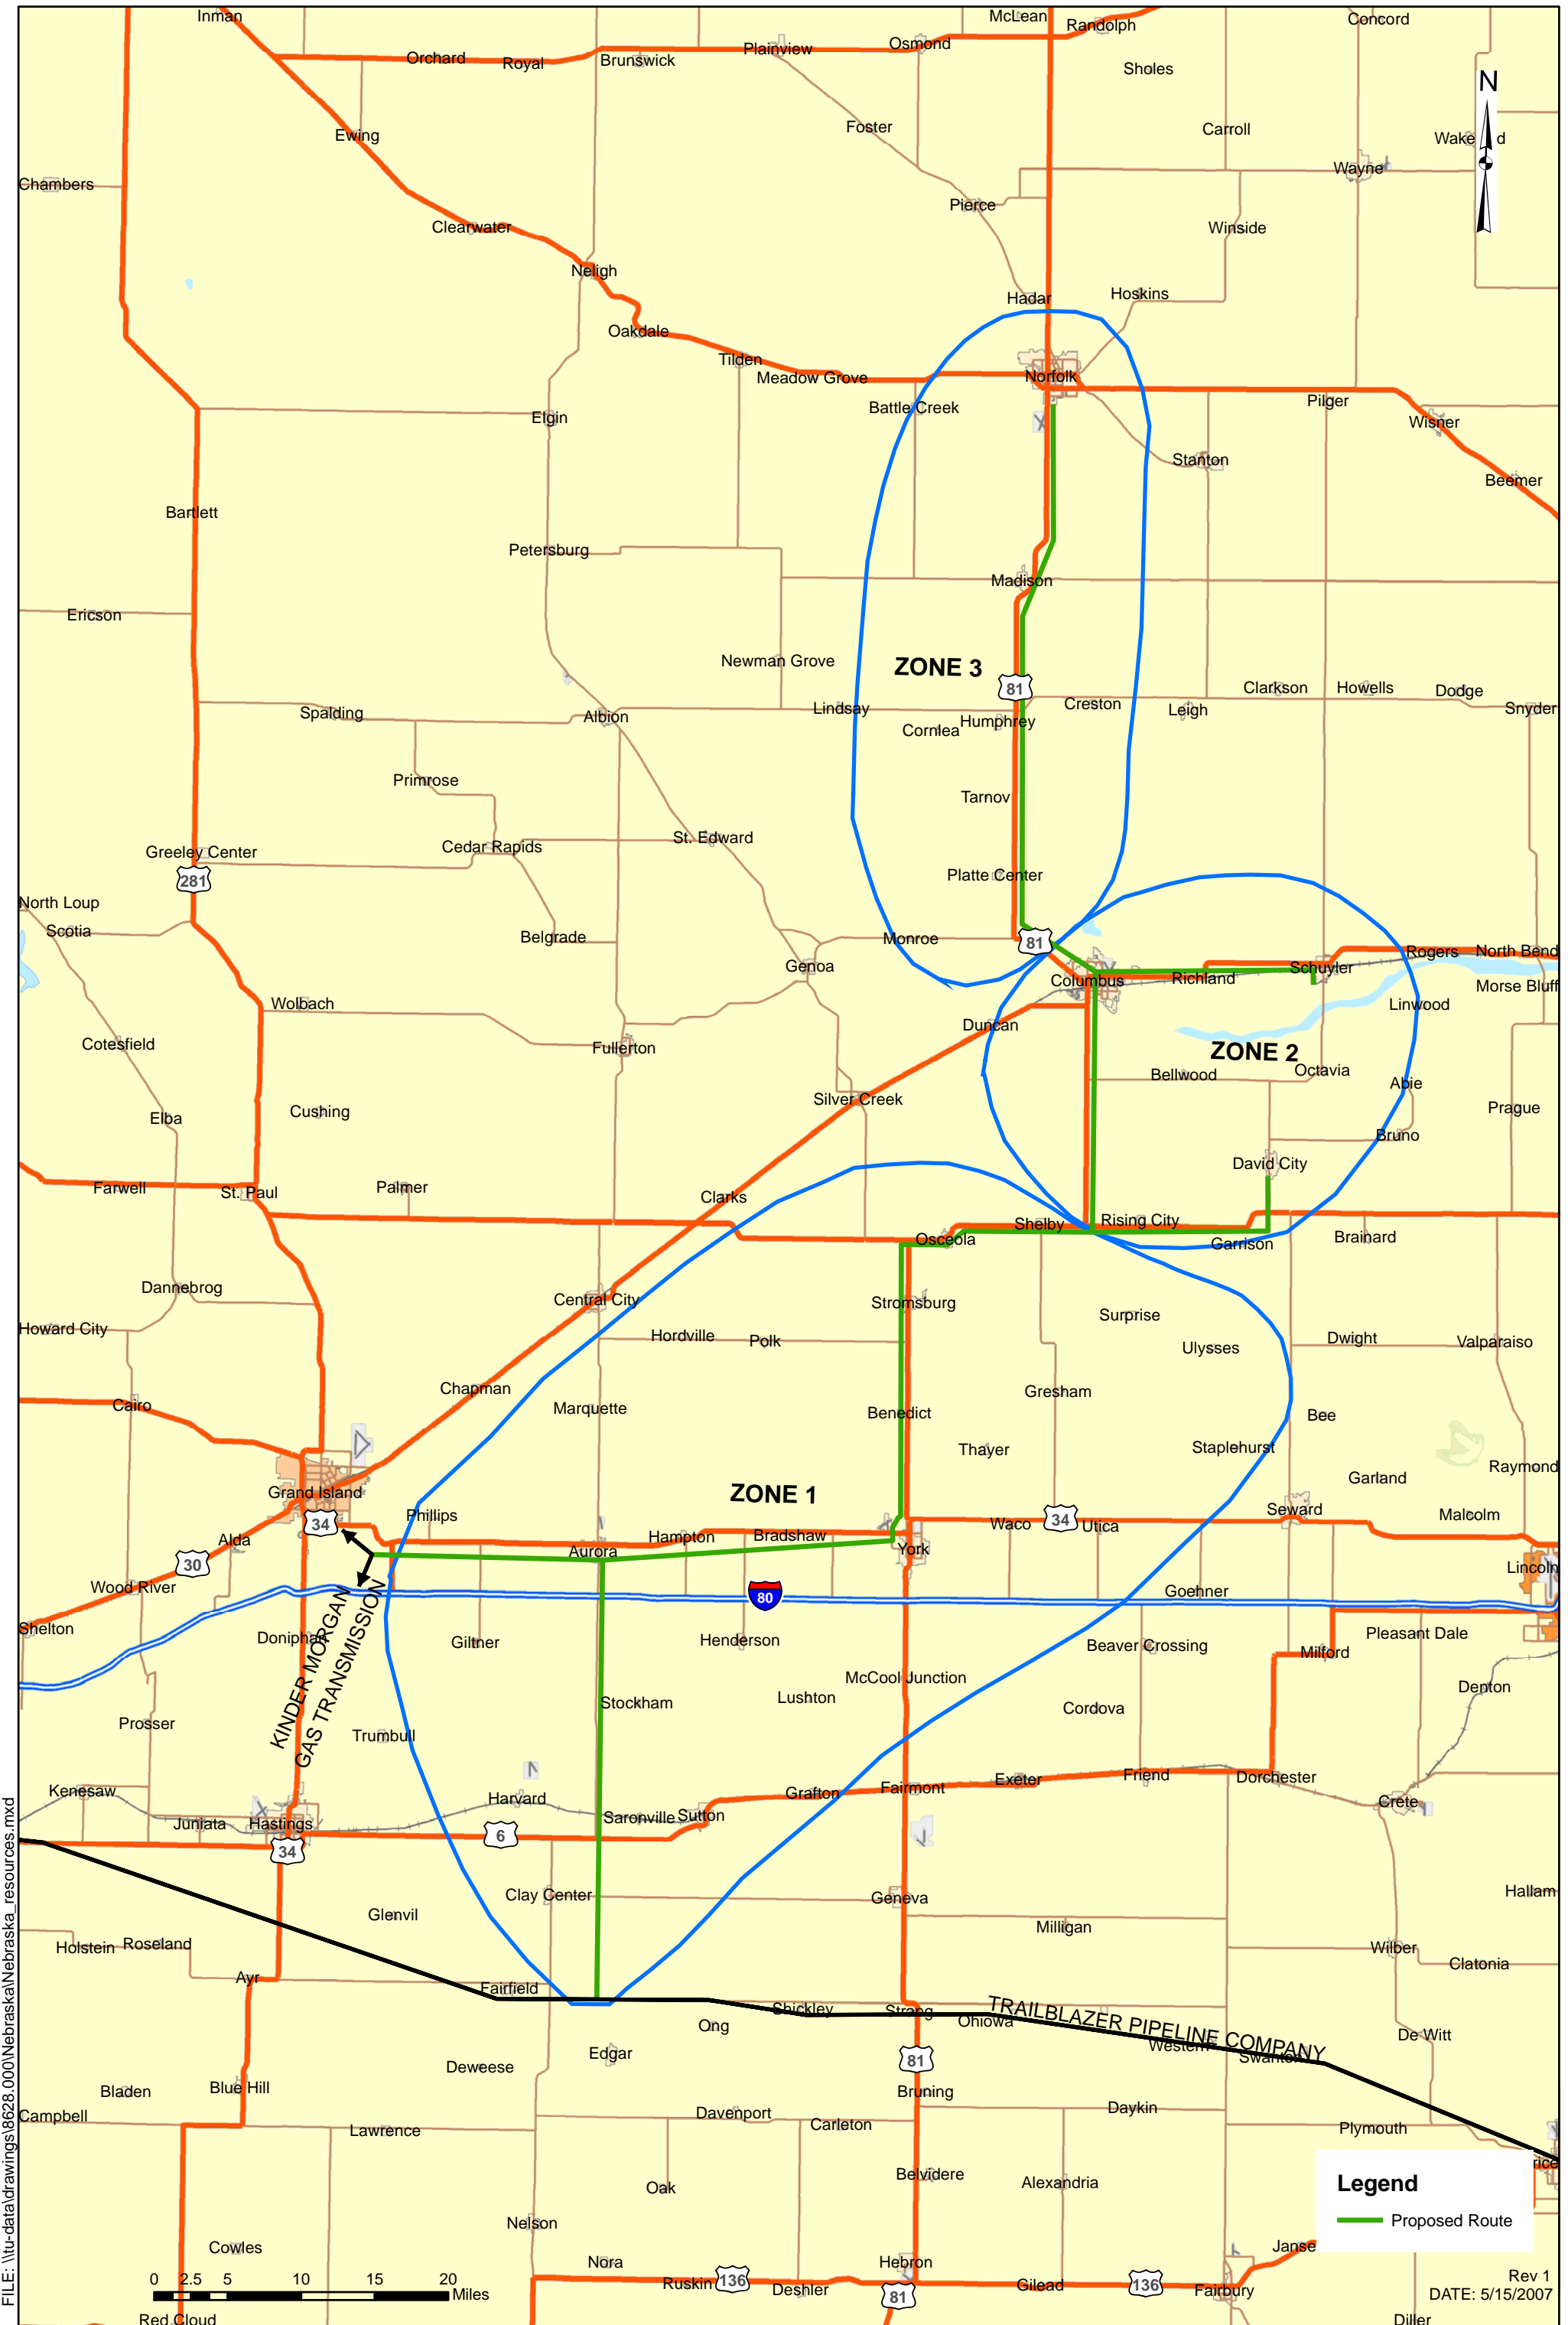 Inman
McLean
Randolph
Concord
Orchard
Royal
Brunswick
Plainview
Osmond
Sholes
N
Ewing
Foster
Carroll
Wake d
Chambers
Wayne
Pierce
Clearwater
Winside
Neligh
Hadar
Hoskins
Oakdale
Tilden
Meadow Grove
Norfolk
Battle Creek
Pilger
Elgin
Wisner
Stanton
Beemer
Bartlett
Petersburg
Madison
Ericson
Newman Grove
ZONE 3
81
Clarkson
Howells
Dodge
Spalding
Albion
Lindsay
Creston
Leigh
Snyder
Cornlea
Humphrey
Primrose
Tarnov
St. Edward
Greeley Center
Cedar Rapids
281
Platte Center
North Loup
Scotia
Belgrade
Monroe
81
Rogers
North Bend
Genoa
Columbus
Richland
Schuyler
Morse Bluff
Wolbach
Linwood
Duncan
Cotesfield
Fullerton
ZONE 2
Bellwood
Octavia
Abie
Silver Creek
Elba
Cushing
Prague
Bruno
David City
Farwell
St. Paul
Palmer
Clarks
Shelby
Rising City
Osceola
Garrison
Brainard
Dannebrog
Central City
Stromsburg
Surprise
Howard City
Hordville
Polk
Ulysses
Dwight
Valparaiso
Chapman
Gresham
Cairo
Marquette
Benedict
Bee
Thayer
Staplehurst
Raymond
Grand Island
ZONE 1
Garland
34
Phillips
34
Seward
Malcolm
Alda
Hampton
Bradshaw
Waco
Utica
30
Aurora
York
Lincoln
Wood River
80
Goehner
Shelton
Doniphan
KINDER MORGAN
GAS TRANSMISSION
Giltner
Henderson
Beaver Crossing
Pleasant Dale
Milford
McCool Junction
Denton
Stockham
Lushton
Cordova
Prosser
Trumbull
Kenesaw
Harvard
Grafton
Fairmont
Exeter
Friend
Dorchester
Crete
Juniata
Hastings
Saronville
Sutton
34
6
Clay Center
Geneva
Hallam
Glenvil
Milligan
Holstein
Roseland
Wilber
Clatonia
Ayr
Fairfield
Shickley
Strang
TRAILBLAZER PIPELINE COMPANY
Ohiowa
Ong
Western
Swanton
De Witt
Edgar
Deweese
81
Bladen
Blue Hill
Bruning
Campbell
Davenport
Carleton
Daykin
Lawrence
Plymouth
rice
Belvidere
Alexandria
Oak
Legend
Proposed Route
Nelson
Cowles
Nora
Hebron
Janse
0 2.5 5 10 15 20
Miles
Ruskin
136
Deshler
81
Gilead
136
Fairbury
Rev 1
DATE: 5/15/2007
Red Cloud
Diller
FILE: \\tu-data\drawings\8628.000\Nebraska\Nebraska_resources.mxd